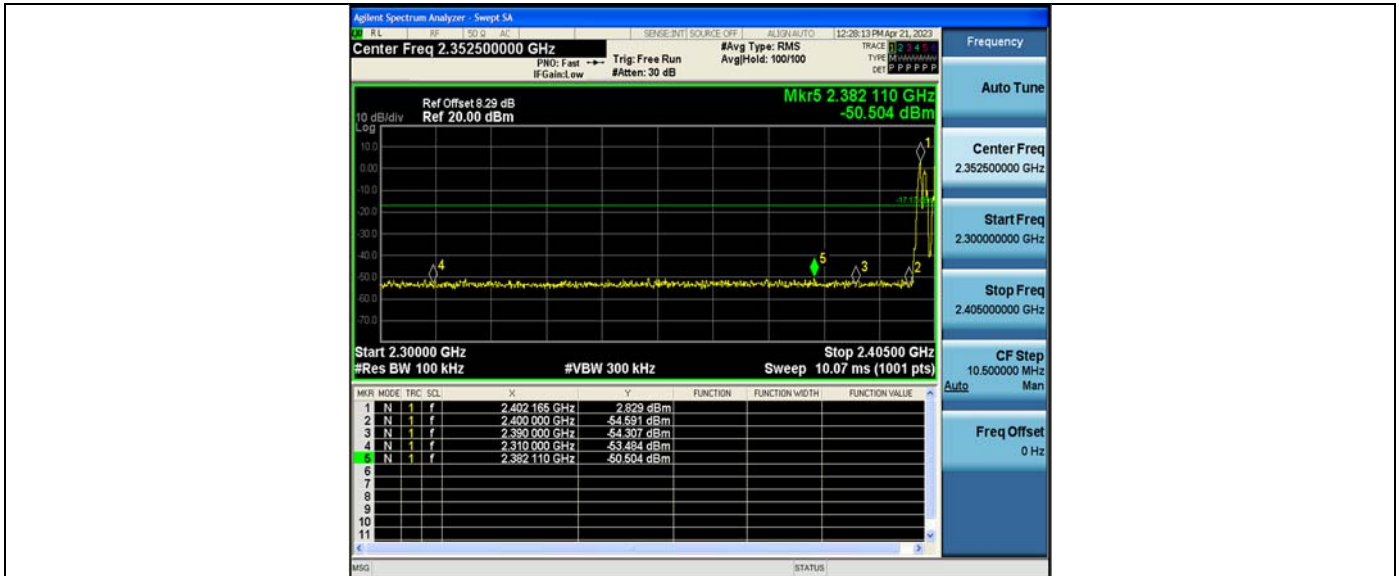 Agilent Spectrum Analyzer - Swept SA
RL RF 50 Ω AC SENSE:INT SOURCE OFF ALIGN AUTO 12:28:13 PM Apr 21, 2023
Center Freq 2.352500000 GHz
PNO: Fast
IFGain:Low
Trig: Free Run
#Atten: 30 dB
#Avg Type: RMS
Avg|Hold: 100/100
TRACE 1 2 3 4 5 6
TYPE M
DET P P P P P P
Mkr5 2.382 110 GHz
-50.504 dBm
Ref Offset 8.29 dB
10 dB/div Ref 20.00 dBm
Log
10.0
0.00
-10.0
-20.0
-30.0
-40.0
-50.0
-60.0
-70.0
1
4
5
3
2
Start 2.30000 GHz Stop 2.40500 GHz
#Res BW 100 kHz #VBW 300 kHz Sweep 10.07 ms (1001 pts)
MKR MODE TRC SCL X Y FUNCTION FUNCTION WIDTH FUNCTION VALUE
1 N 1 f 2.402 165 GHz 2.829 dBm
2 N 1 f 2.400 000 GHz -54.591 dBm
3 N 1 f 2.390 000 GHz -54.307 dBm
4 N 1 f 2.310 000 GHz -53.484 dBm
5 N 1 f 2.382 110 GHz -50.504 dBm
6
7
8
9
10
11
MSG STATUS
Frequency
Auto Tune
Center Freq
2.352500000 GHz
Start Freq
2.300000000 GHz
Stop Freq
2.405000000 GHz
CF Step
10.500000 MHz
Auto Man
Freq Offset
0 Hz